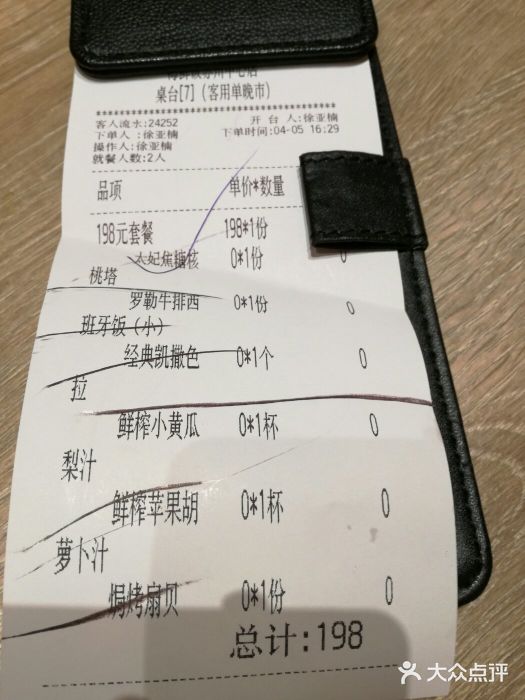 桌台[7](客用单晚市)
客人流水:24252 开台人:徐亚楠
下单人:徐亚楠 下单时间:04-05 16:29
操作人:徐亚楠
就餐人数:2人
品项 单价*数量
198元套餐 198*1份
太妃焦糖核 0*1份 0
桃塔
罗勒牛排西 0*1份 0
班牙饭(小)
经典凯撒色 0*1个 0
拉
鲜榨小黄瓜 0*1杯 0
梨汁
鲜榨苹果胡 0*1杯 0
萝卜汁
焗烤扇贝 0*1份 0
总计:198
大众点评